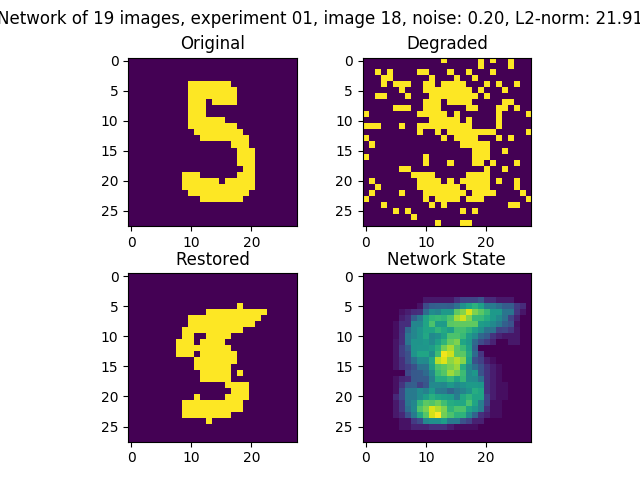 Network of 19 images, experiment 01, image 18, noise: 0.20, L2-norm: 21.91
Original Degraded
0 5 10 15 20 25
0 10 20
0 5 10 15 20 25
0 10 20
Restored Network State
0 5 10 15 20 25
0 10 20
0 5 10 15 20 25
0 10 20